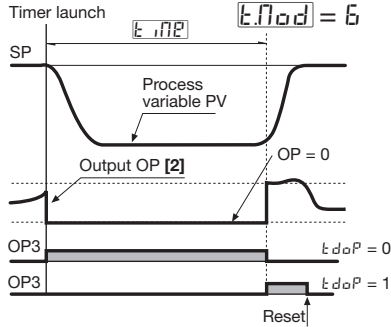 Timer launch
t.Mod = 6
t iME
SP
Process
variable PV
Output OP [2]
OP = 0
OP3
tdoP = 0
OP3
tdoP = 1
Reset